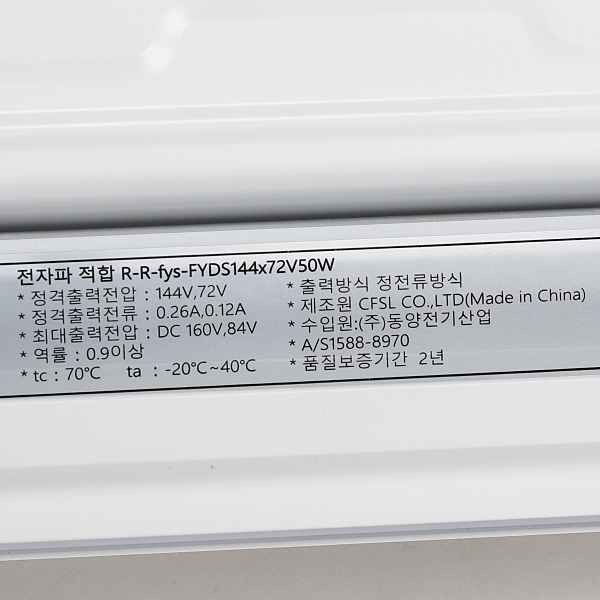 전자파 적합 R-R-fys-FYDS144x72V50W
* 정격출력전압 : 144V,72V
* 정격출력전류 : 0.26A,0.12A
* 최대출력전압 : DC 160V,84V
* 역률 : 0.9이상
* tc : 70℃ ta : -20℃~40℃
* 출력방식 정전류방식
* 제조원 CFSL CO.,LTD(Made in China)
* 수입원:(주)동양전기산업
* A/S1588-8970
* 품질보증기간 2년